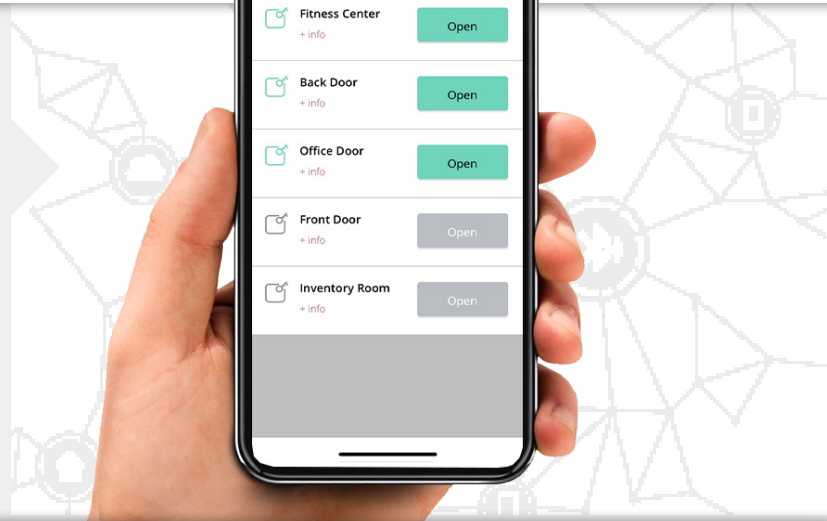 Fitness Center
+ info
Open
Back Door
+ info
Open
Office Door
+ info
Open
Front Door
+ info
Open
Inventory Room
+ info
Open